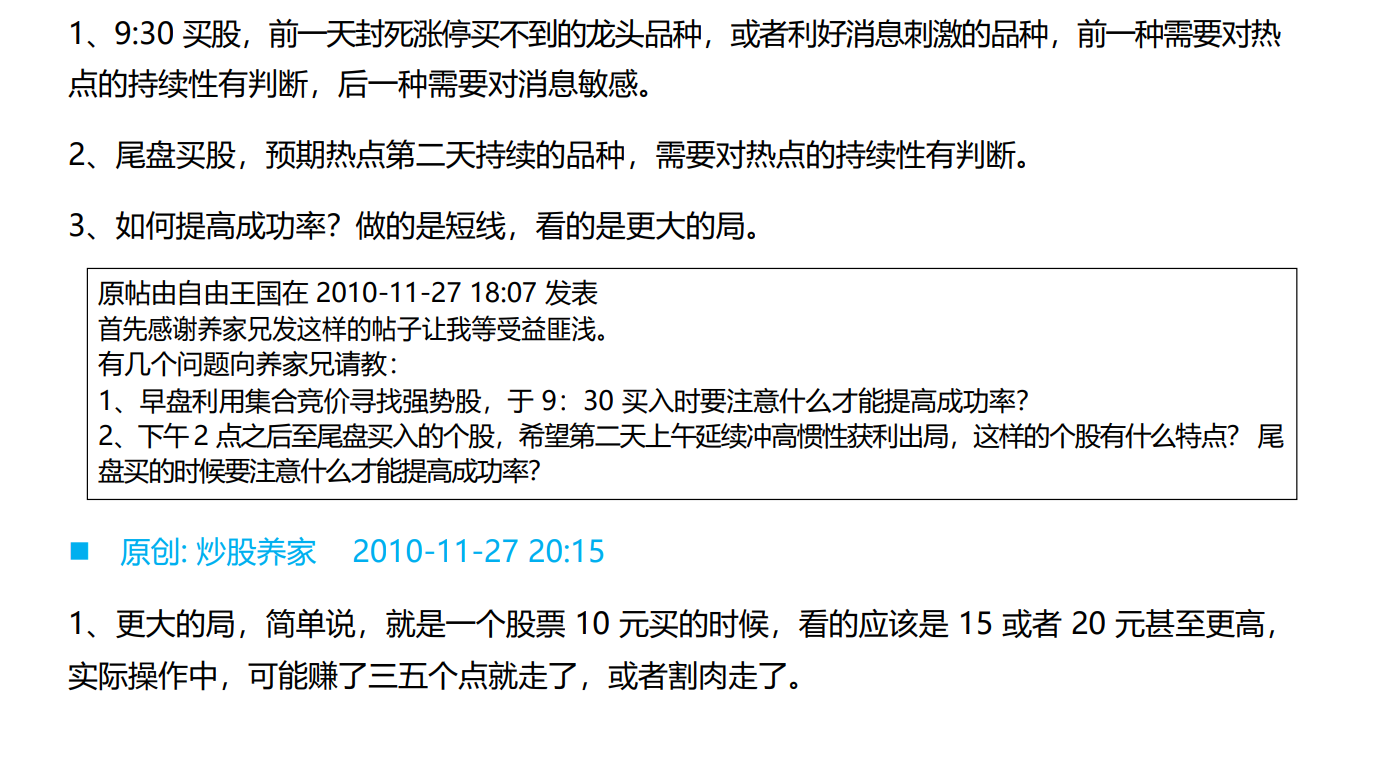 1、9:30 买股，前一天封死涨停买不到的龙头品种，或者利好消息刺激的品种，前一种需要对热
点的持续性有判断，后一种需要对消息敏感。
2、尾盘买股，预期热点第二天持续的品种，需要对热点的持续性有判断。
3、如何提高成功率？做的是短线，看的是更大的局。
原帖由自由王国在 2010-11-27 18:07 发表
首先感谢养家兄发这样的帖子让我等受益匪浅。
有几个问题向养家兄请教：
1、早盘利用集合竞价寻找强势股，于 9：30 买入时要注意什么才能提高成功率？
2、下午 2 点之后至尾盘买入的个股，希望第二天上午延续冲高惯性获利出局，这样的个股有什么特点？ 尾
盘买的时候要注意什么才能提高成功率？
■ 原创: 炒股养家 2010-11-27 20:15
1、更大的局，简单说，就是一个股票 10 元买的时候，看的应该是 15 或者 20 元甚至更高，
实际操作中，可能赚了三五个点就走了，或者割肉走了。